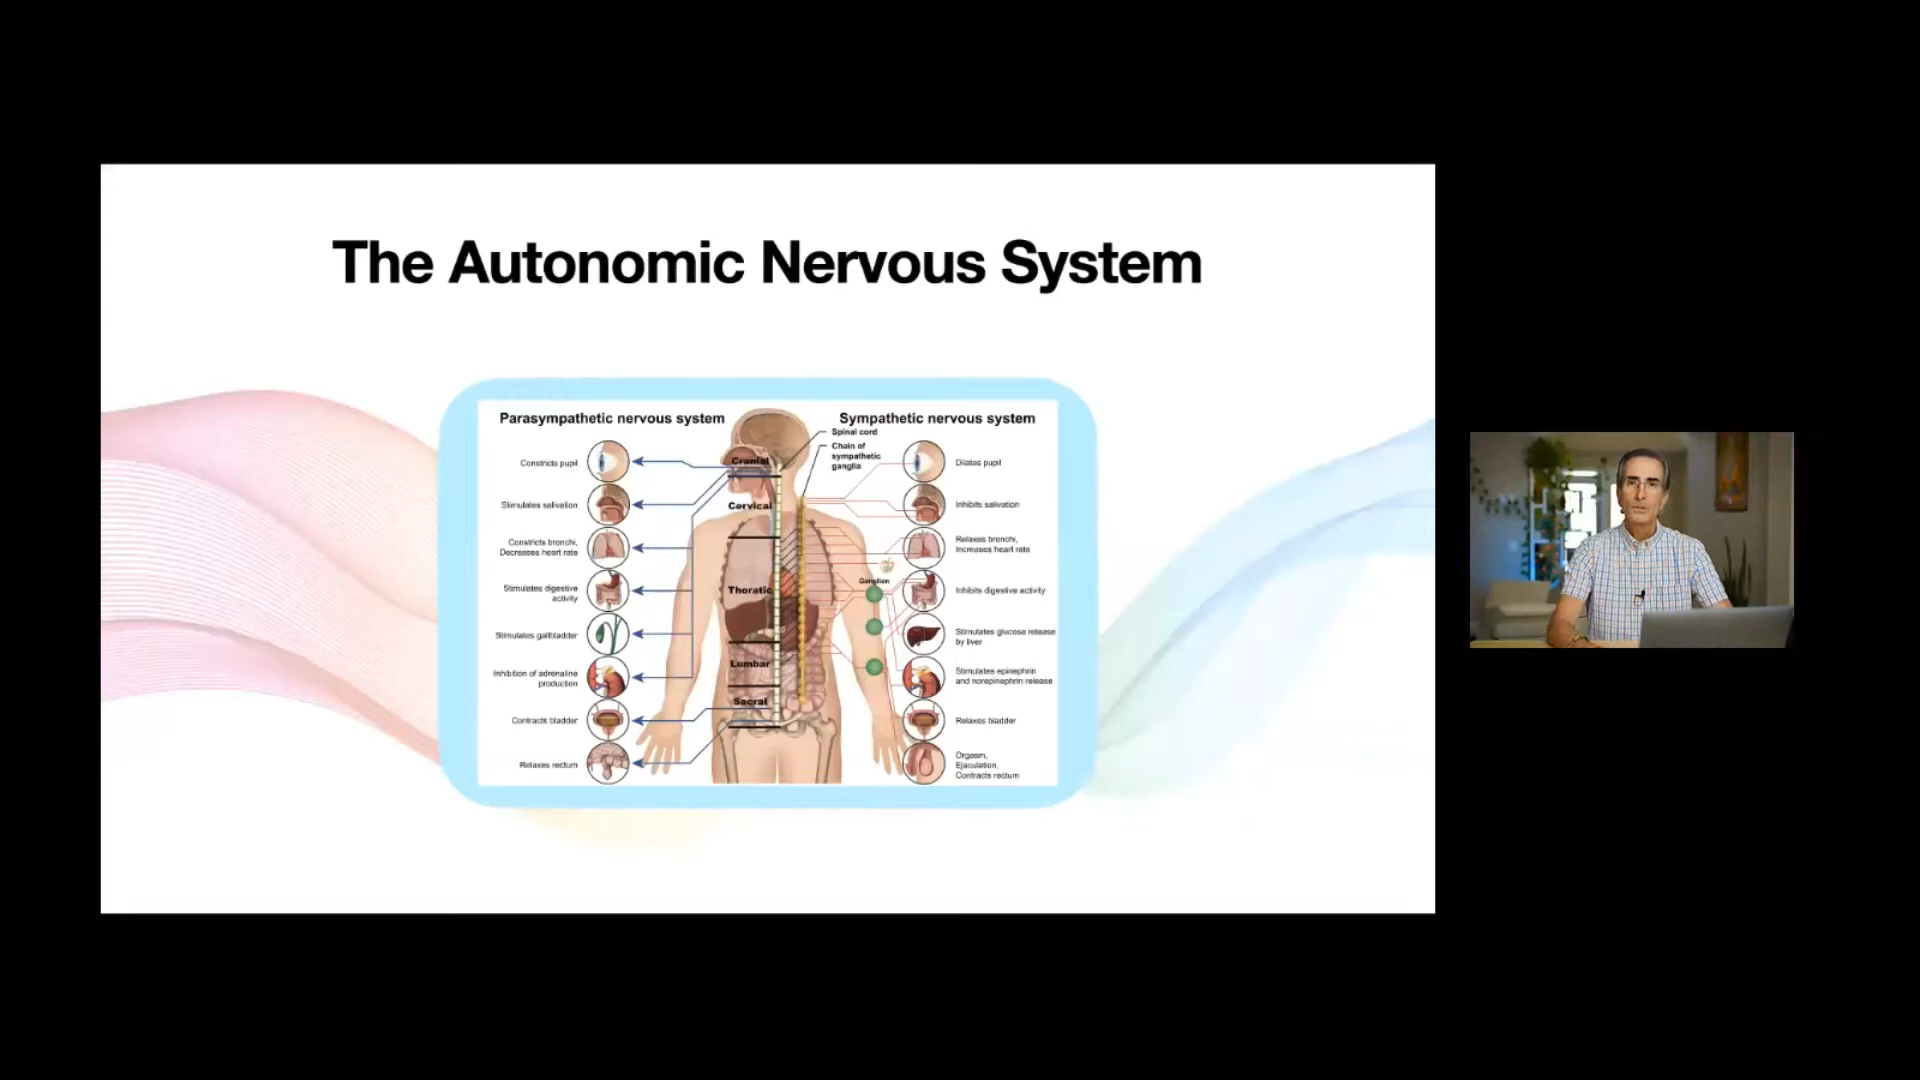 The Autonomic Nervous System
Parasympathetic nervous system
Constricts pupil
Stimulates salivation
Constricts bronchi,
Decreases heart rate
Stimulates digestive
activity
Stimulates gallbladder
Inhibition of adrenaline
production
Contracts bladder
Relaxes rectum
Cranial
Cervical
Thoratic
Lumbar
Sacral
Sympathetic nervous system
Spinal cord
Chain of
sympathetic
ganglia
Ganglion
Dilates pupil
Inhibits salivation
Relaxes bronchi,
Increases heart rate
Inhibits digestive activity
Stimulates glucose release
by liver
Stimulates epinephrin
and norepinephrin release
Relaxes bladder
Orgasm,
Ejaculation,
Contracts rectum